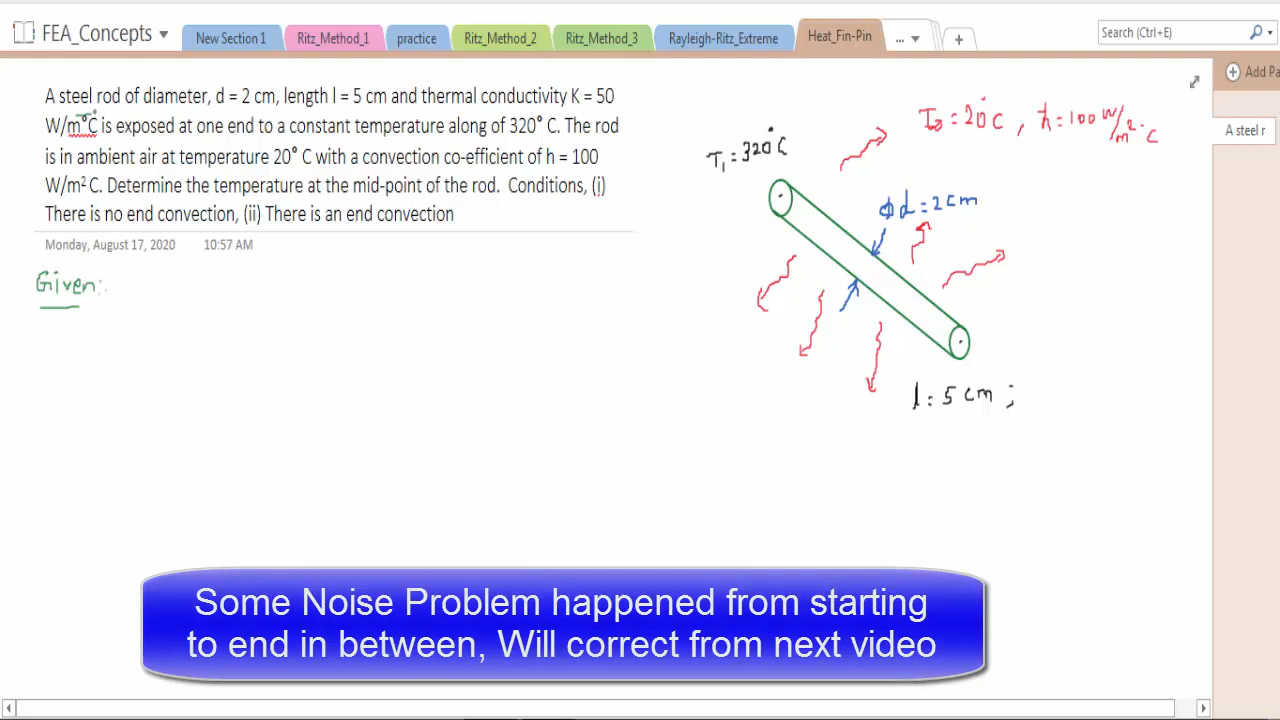 FEA_Concepts
New Section 1
Ritz_Method_1
practice
Ritz_Method_2
Ritz_Method_3
Rayleigh-Ritz_Extreme
Heat_Fin-Pin
...
Search (Ctrl+E)
Add Pa
A steel r
A steel rod of diameter, d = 2 cm, length l = 5 cm and thermal conductivity K = 50
W/m°C is exposed at one end to a constant temperature along of 320° C. The rod
is in ambient air at temperature 20° C with a convection co-efficient of h = 100
W/m² C. Determine the temperature at the mid-point of the rod. Conditions, (i)
There is no end convection, (ii) There is an end convection
Monday, August 17, 2020 10:57 AM
Given:
T∞ = 20°C , h = 100 W/m²·°C
T₁ = 320°C
ϕ d = 2 cm
l = 5 cm ;
Some Noise Problem happened from starting
to end in between, Will correct from next video